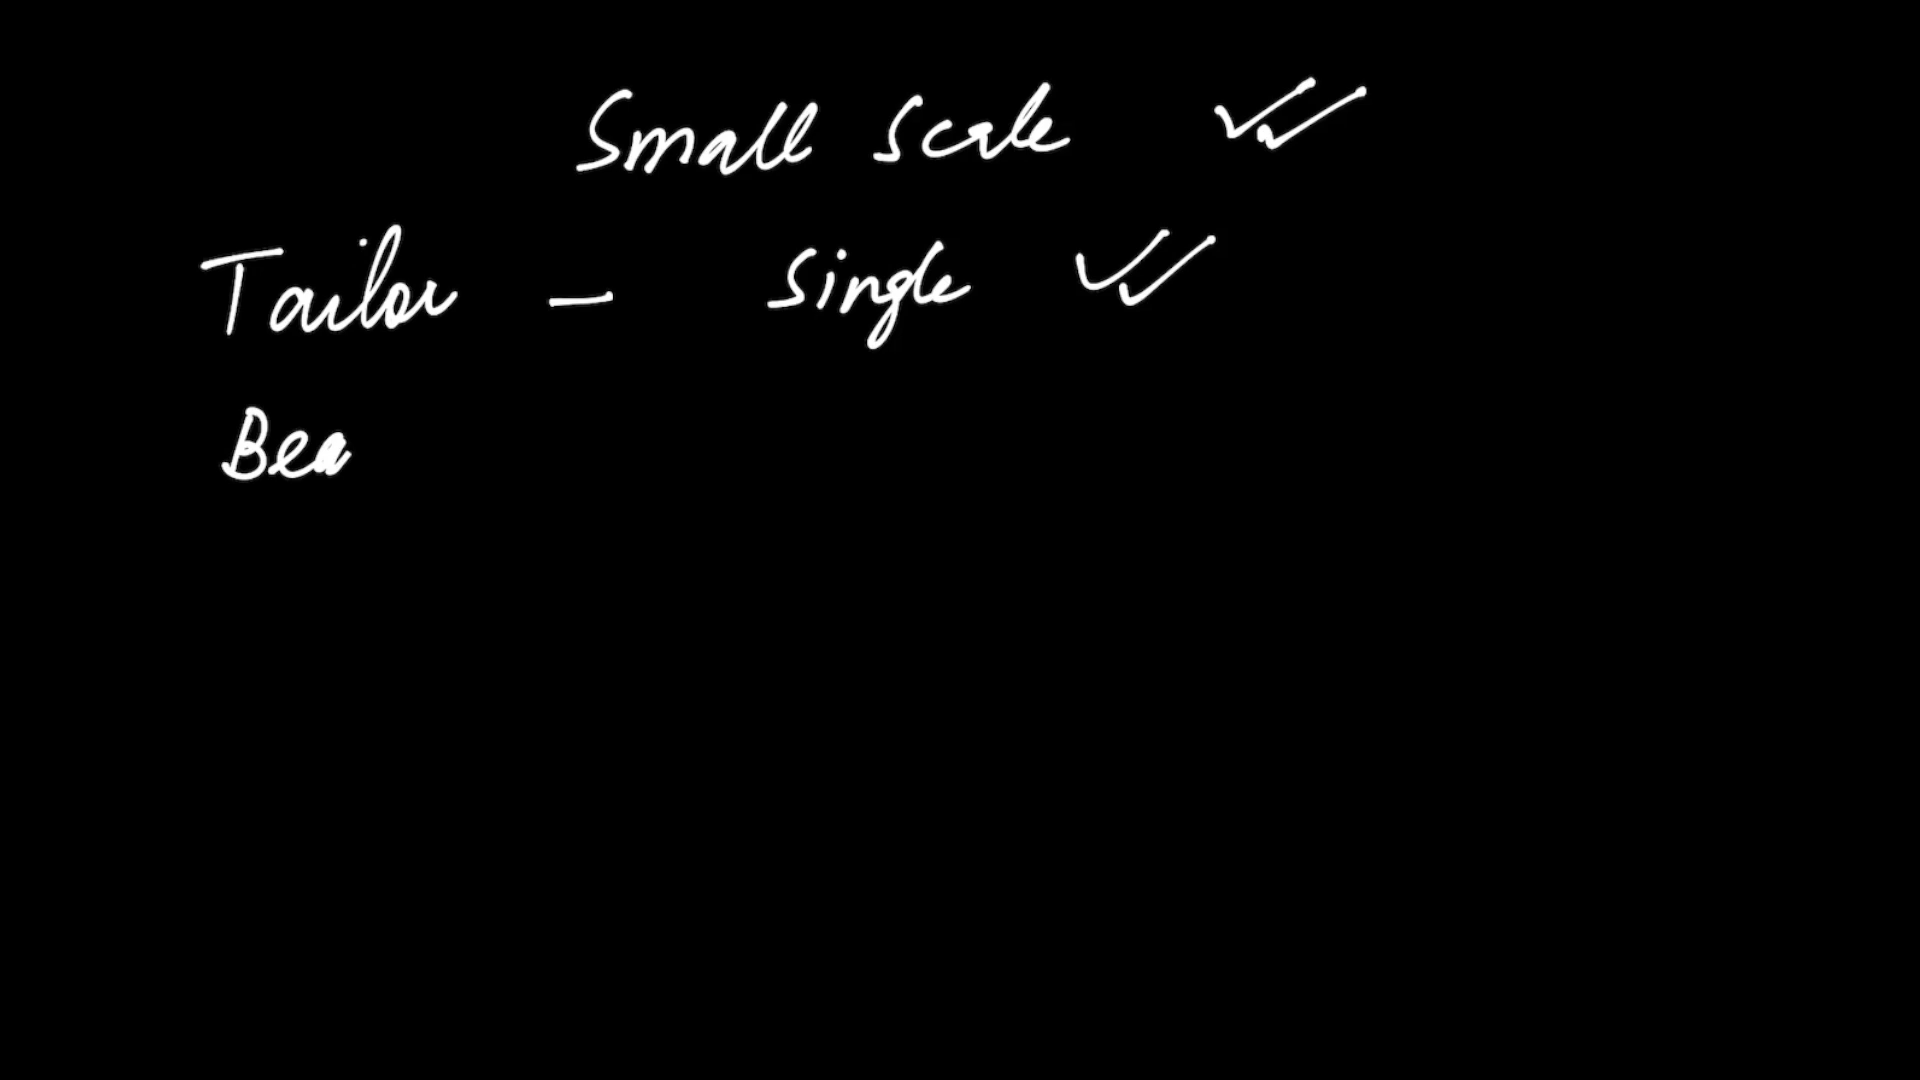 Small Scale ✓✓
Tailor - Single ✓✓
Bea